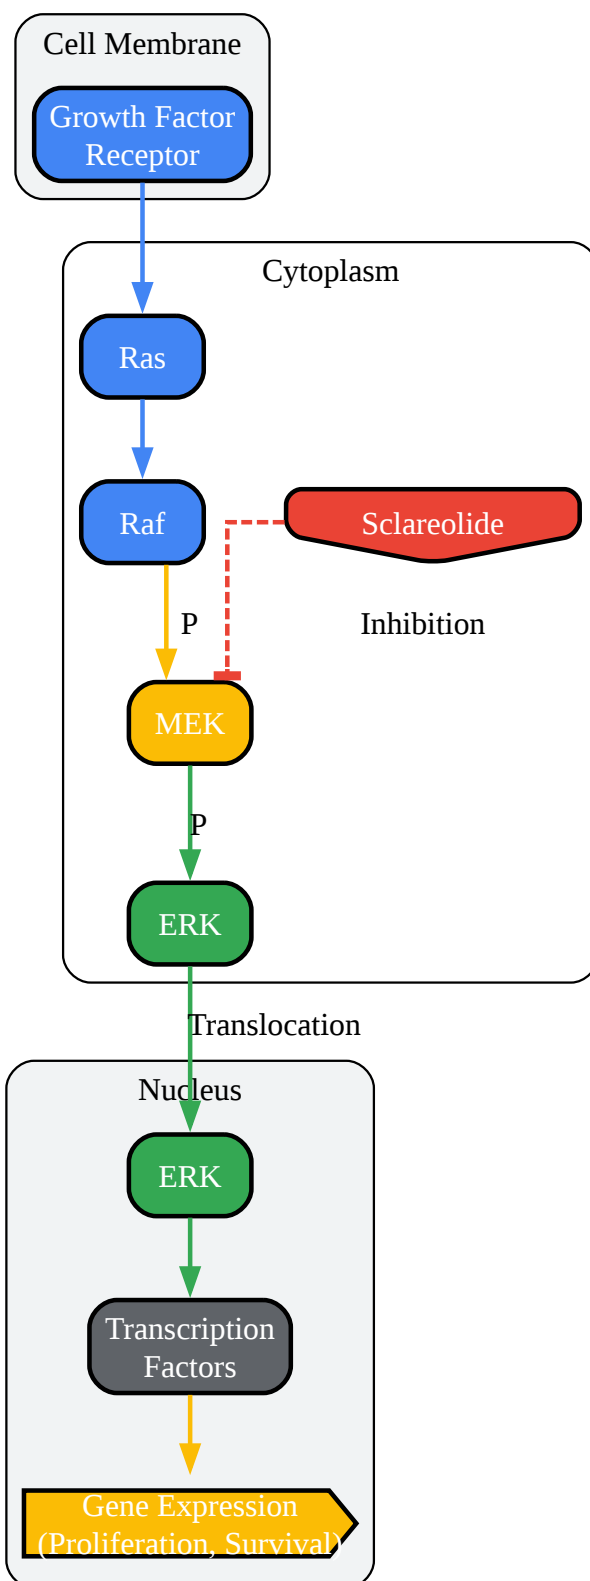 Cell Membrane
Growth Factor
Receptor
Cytoplasm
Ras
Raf
Sclareolide
P
Inhibition
MEK
P
ERK
Translocation
Nucleus
ERK
Transcription
Factors
Gene Expression
(Proliferation, Survival)